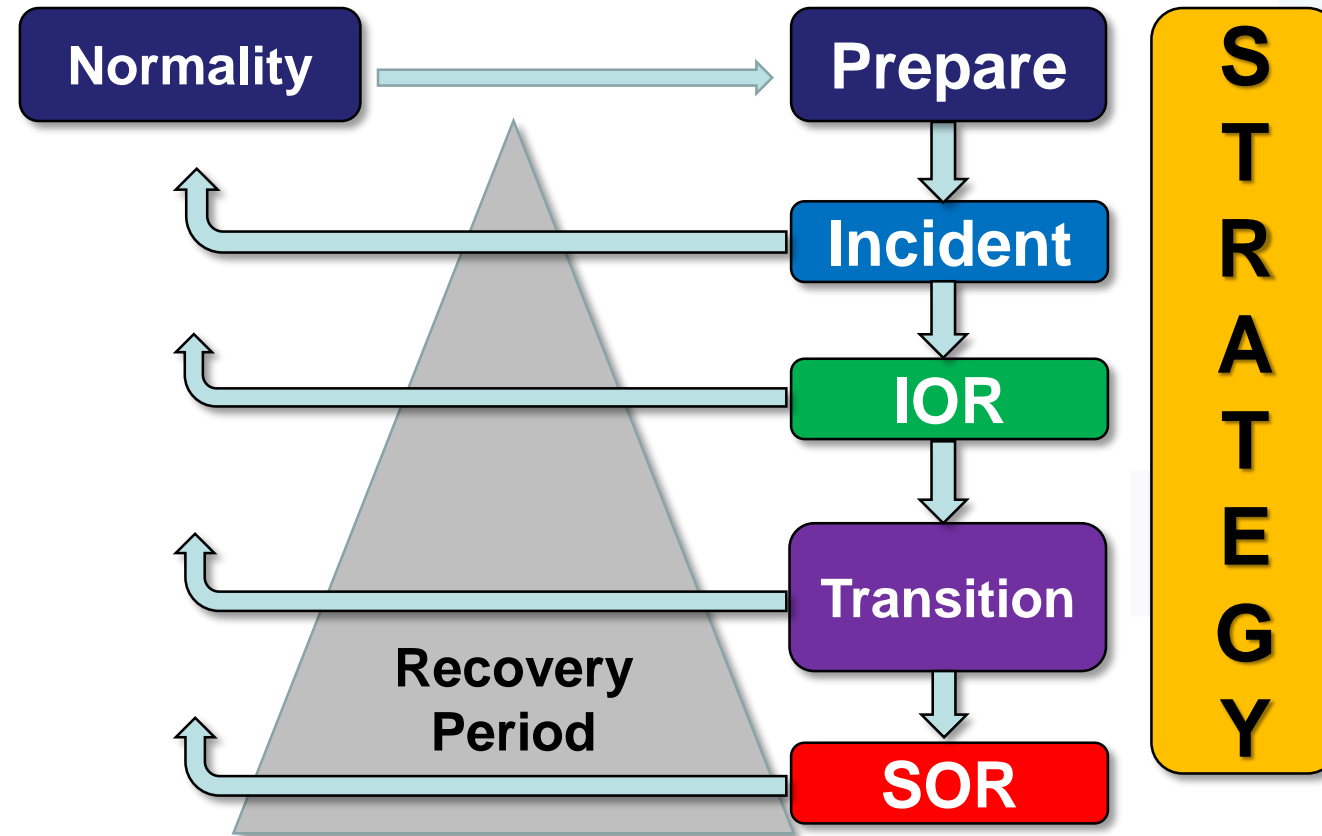 Normality
Prepare
Incident
IOR
Transition
Recovery
Period
SOR
S
T
R
A
T
E
G
Y